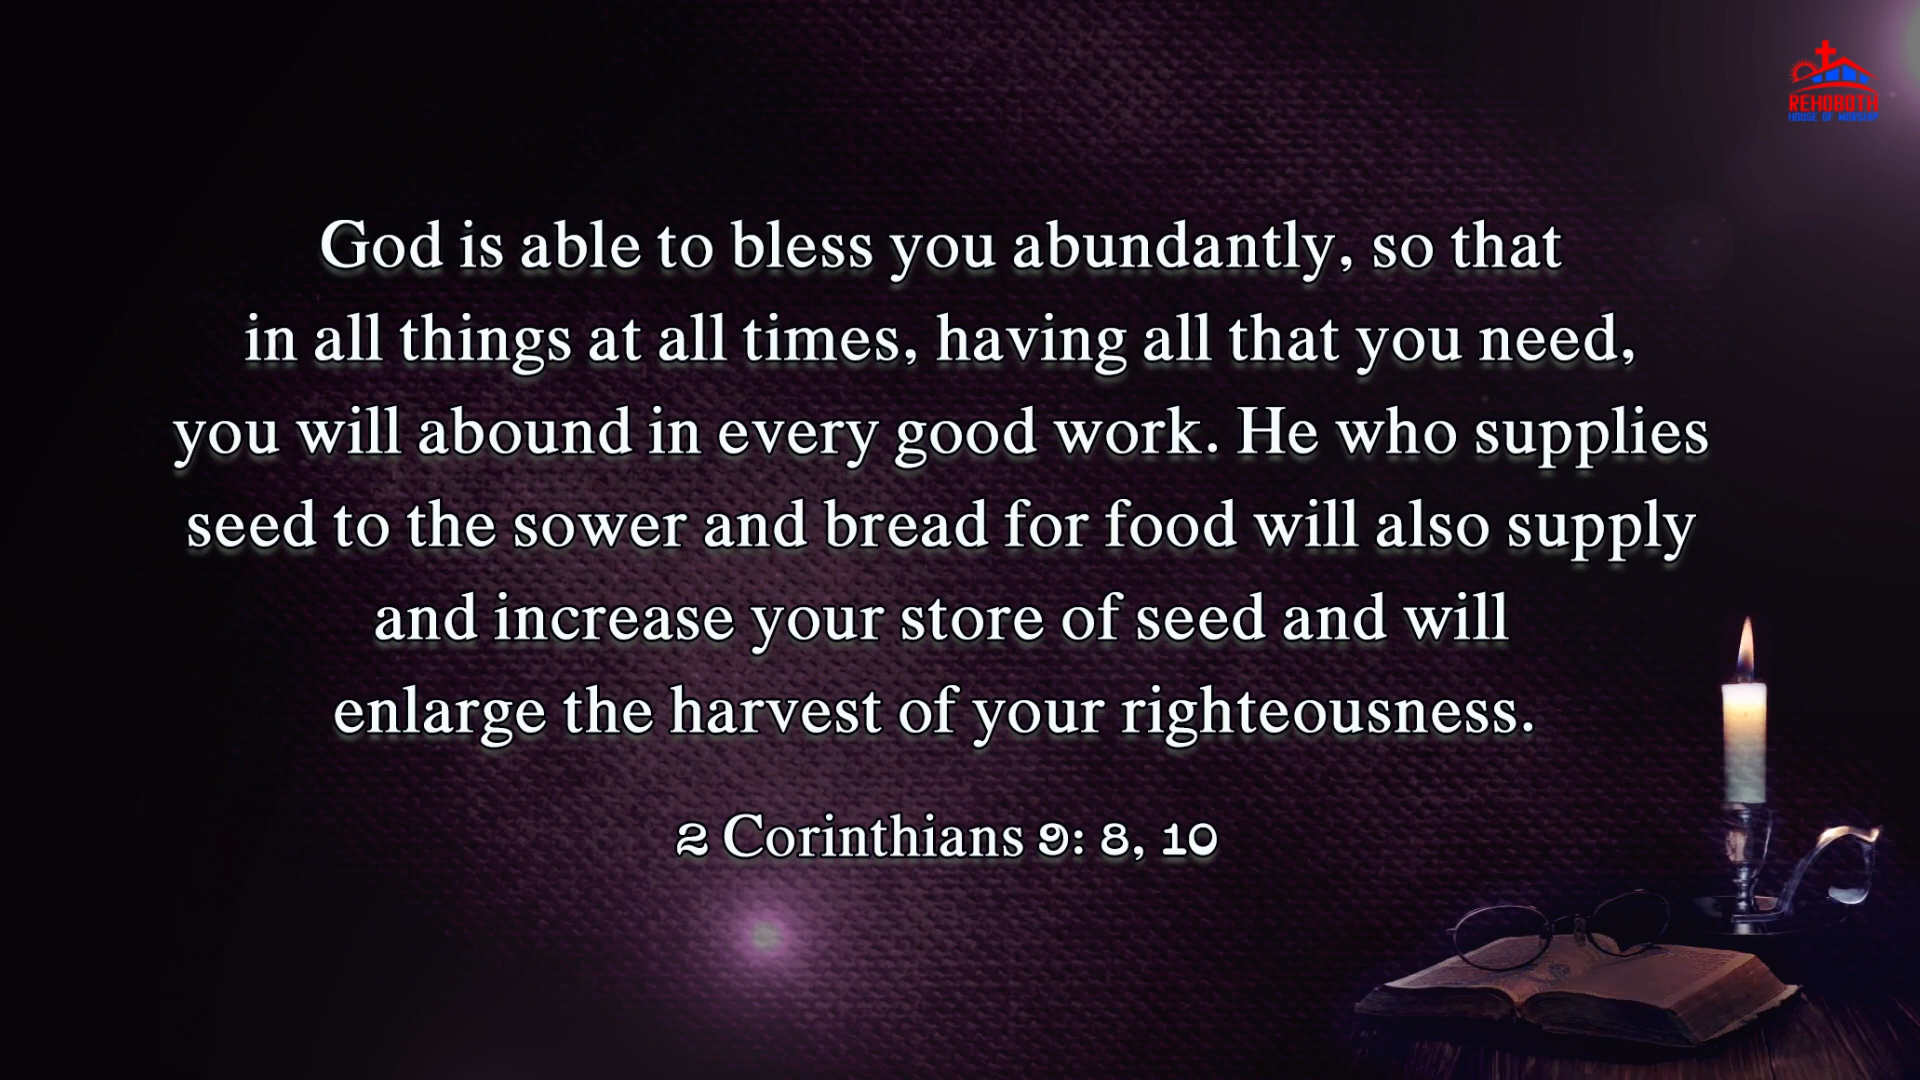 REHOBOTH
HOUSE OF WORSHIP
God is able to bless you abundantly, so that
in all things at all times, having all that you need,
you will abound in every good work. He who supplies
seed to the sower and bread for food will also supply
and increase your store of seed and will
enlarge the harvest of your righteousness.
2 Corinthians 9: 8, 10